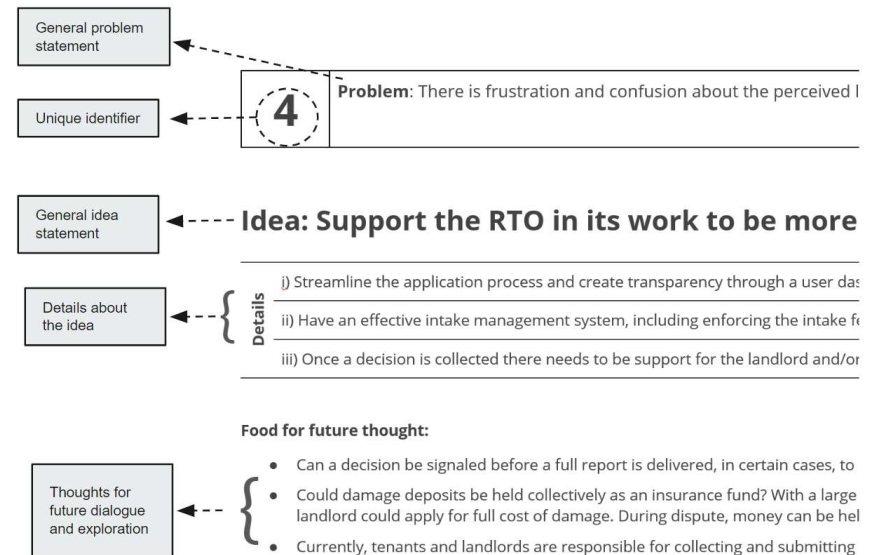 General problem
statement
Problem: There is frustration and confusion about the perceived
4
Unique identifier
General idea
statement
Idea: Support the RTO in its work to be more
Details about
the idea
Details
i) Streamline the application process and create transparency through a user
ii) Have an effective intake management system, including enforcing the intake
iii) Once a decision is collected there needs to be support for the landlord and/or
Food for future thought:
Thoughts for
future dialogue
and exploration
● Can a decision be signaled before a full report is delivered, in certain cases, to
● Could damage deposits be held collectively as an insurance fund? With a large
landlord could apply for full cost of damage. During dispute, money can be
● Currently, tenants and landlords are responsible for collecting and submitting